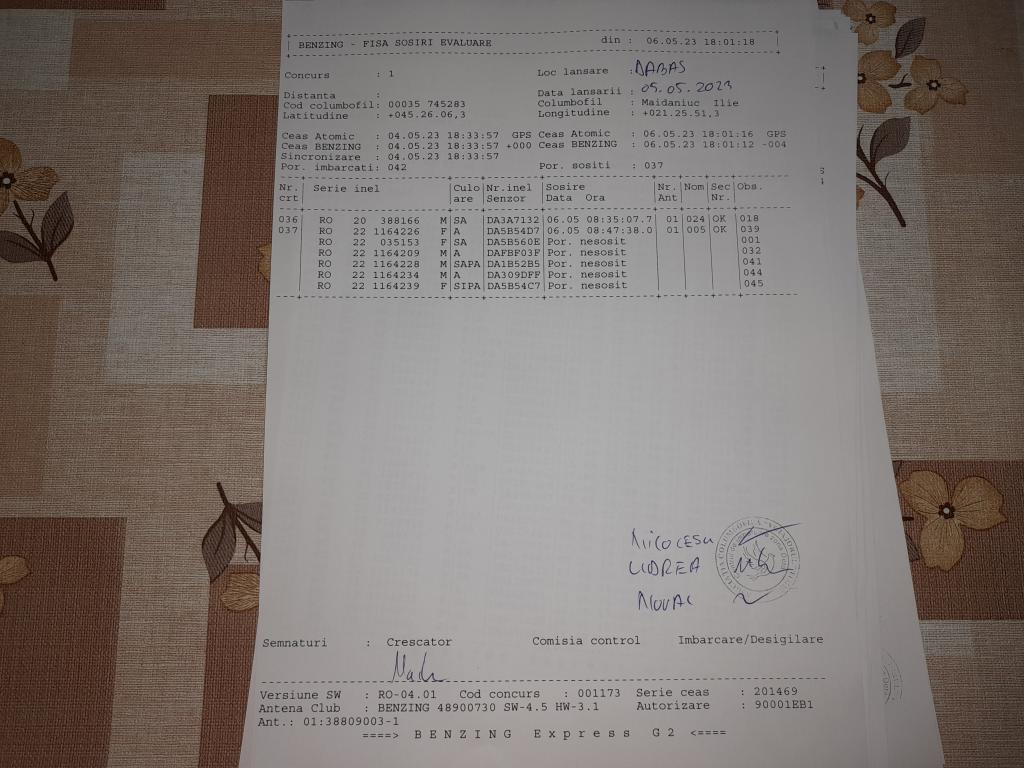 BENZING - FISA SOSIRI EVALUARE din : 06.05.23 18:01:18
Concurs : 1 Loc lansare : DABAS
Distanta : Data lansarii : 05.05.2023
Cod columbofil: 00035 745283 Columbofil : Maidaniuc Ilie
Latitudine : +045.26.06,3 Longitudine : +021.25.51,3
Ceas Atomic : 04.05.23 18:33:57 GPS Ceas Atomic : 06.05.23 18:01:16 GPS
Ceas BENZING : 04.05.23 18:33:57 +000 Ceas BENZING : 06.05.23 18:01:12 -004
Sincronizare : 04.05.23 18:33:57
Por. imbarcati: 042 Por. sositi : 037
Nr. Serie inel Culo Nr.inel Sosire Nr. Nom Sec Obs.
crt are Senzor Data Ora Ant Nr.
036 RO 20 388166 M SA DA3A7132 06.05 08:35:07.7 01 024 OK 018
037 RO 22 1164226 F A DA5B54D7 06.05 08:47:38.0 01 005 OK 039
RO 22 035153 F SA DA5B560E Por. nesosit 001
RO 22 1164209 M A DAFBF03F Por. nesosit 032
RO 22 1164228 M SAPA DA1B52B5 Por. nesosit 041
RO 22 1164234 M A DA309DFF Por. nesosit 044
RO 22 1164239 F SIPA DA5B54C7 Por. nesosit 045
LIDREA
NOVAC
Semnaturi : Crescator Comisia control Imbarcare/Desigilare
Versiune SW : RO-04.01 Cod concurs : 001173 Serie ceas : 201469
Antena Club : BENZING 48900730 SW-4.5 HW-3.1 Autorizare : 90001EB1
Ant.: 01:38809003-1
====> B E N Z I N G E x p r e s s G 2 <====